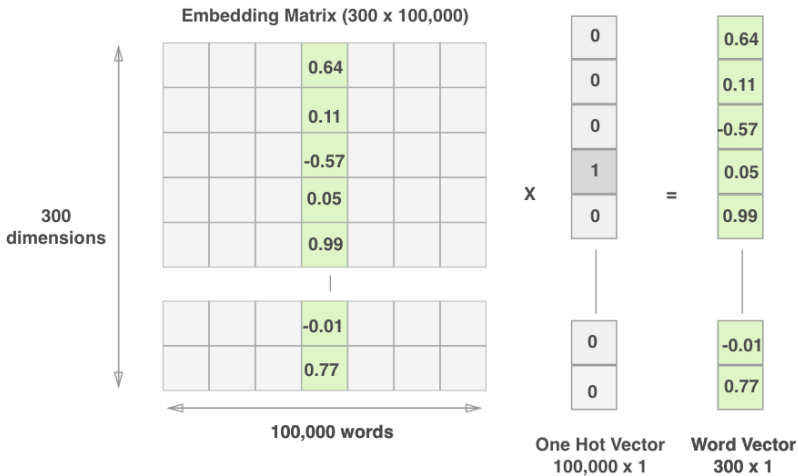 Embedding Matrix (300 x 100,000)
0.64
0.11
-0.57
0.05
0.99
-0.01
0.77
300
dimensions
100,000 words
X
0
0
0
1
0
0
0
One Hot Vector
100,000 x 1
=
0.64
0.11
-0.57
0.05
0.99
-0.01
0.77
Word Vector
300 x 1